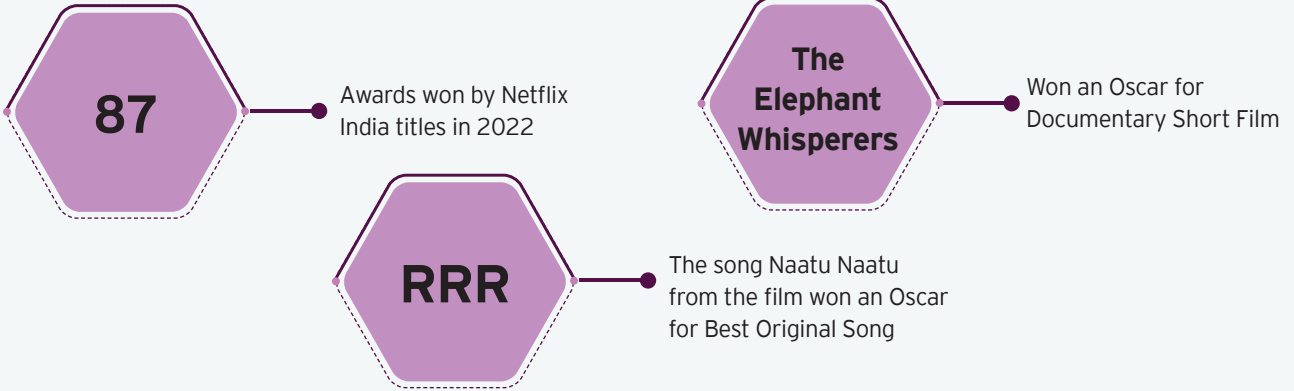 87
Awards won by Netflix
India titles in 2022
The
Elephant
Whisperers
Won an Oscar for
Documentary Short Film
RRR
The song Naatu Naatu
from the film won an Oscar
for Best Original Song